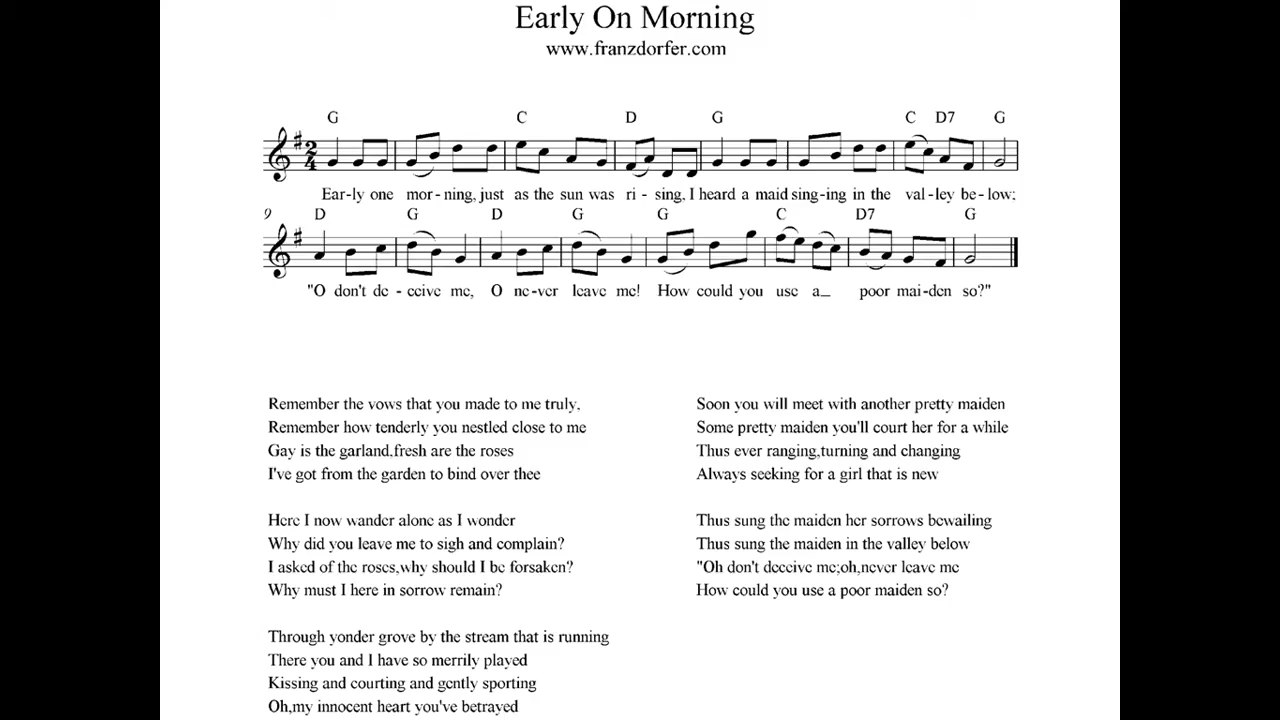 Early On Morning
www.franzdorfer.com
G C D G C D7 G
2
4
Ear-ly one mor-ning, just as the sun was ri - sing, I heard a maid sing-ing in the val-ley be-low;
9 D G D G G C D7 G
"O don't de - ceive me, O ne-ver leave me! How could you use a_ poor mai-den so?"
Remember the vows that you made to me truly,
Remember how tenderly you nestled close to me
Gay is the garland,fresh are the roses
I've got from the garden to bind over thee
Here I now wander alone as I wonder
Why did you leave me to sigh and complain?
I asked of the roses,why should I be forsaken?
Why must I here in sorrow remain?
Through yonder grove by the stream that is running
There you and I have so merrily played
Kissing and courting and gently sporting
Oh,my innocent heart you've betrayed
Soon you will meet with another pretty maiden
Some pretty maiden you'll court her for a while
Thus ever ranging,turning and changing
Always seeking for a girl that is new
Thus sung the maiden her sorrows bewailing
Thus sung the maiden in the valley below
"Oh don't deceive me;oh,never leave me
How could you use a poor maiden so?